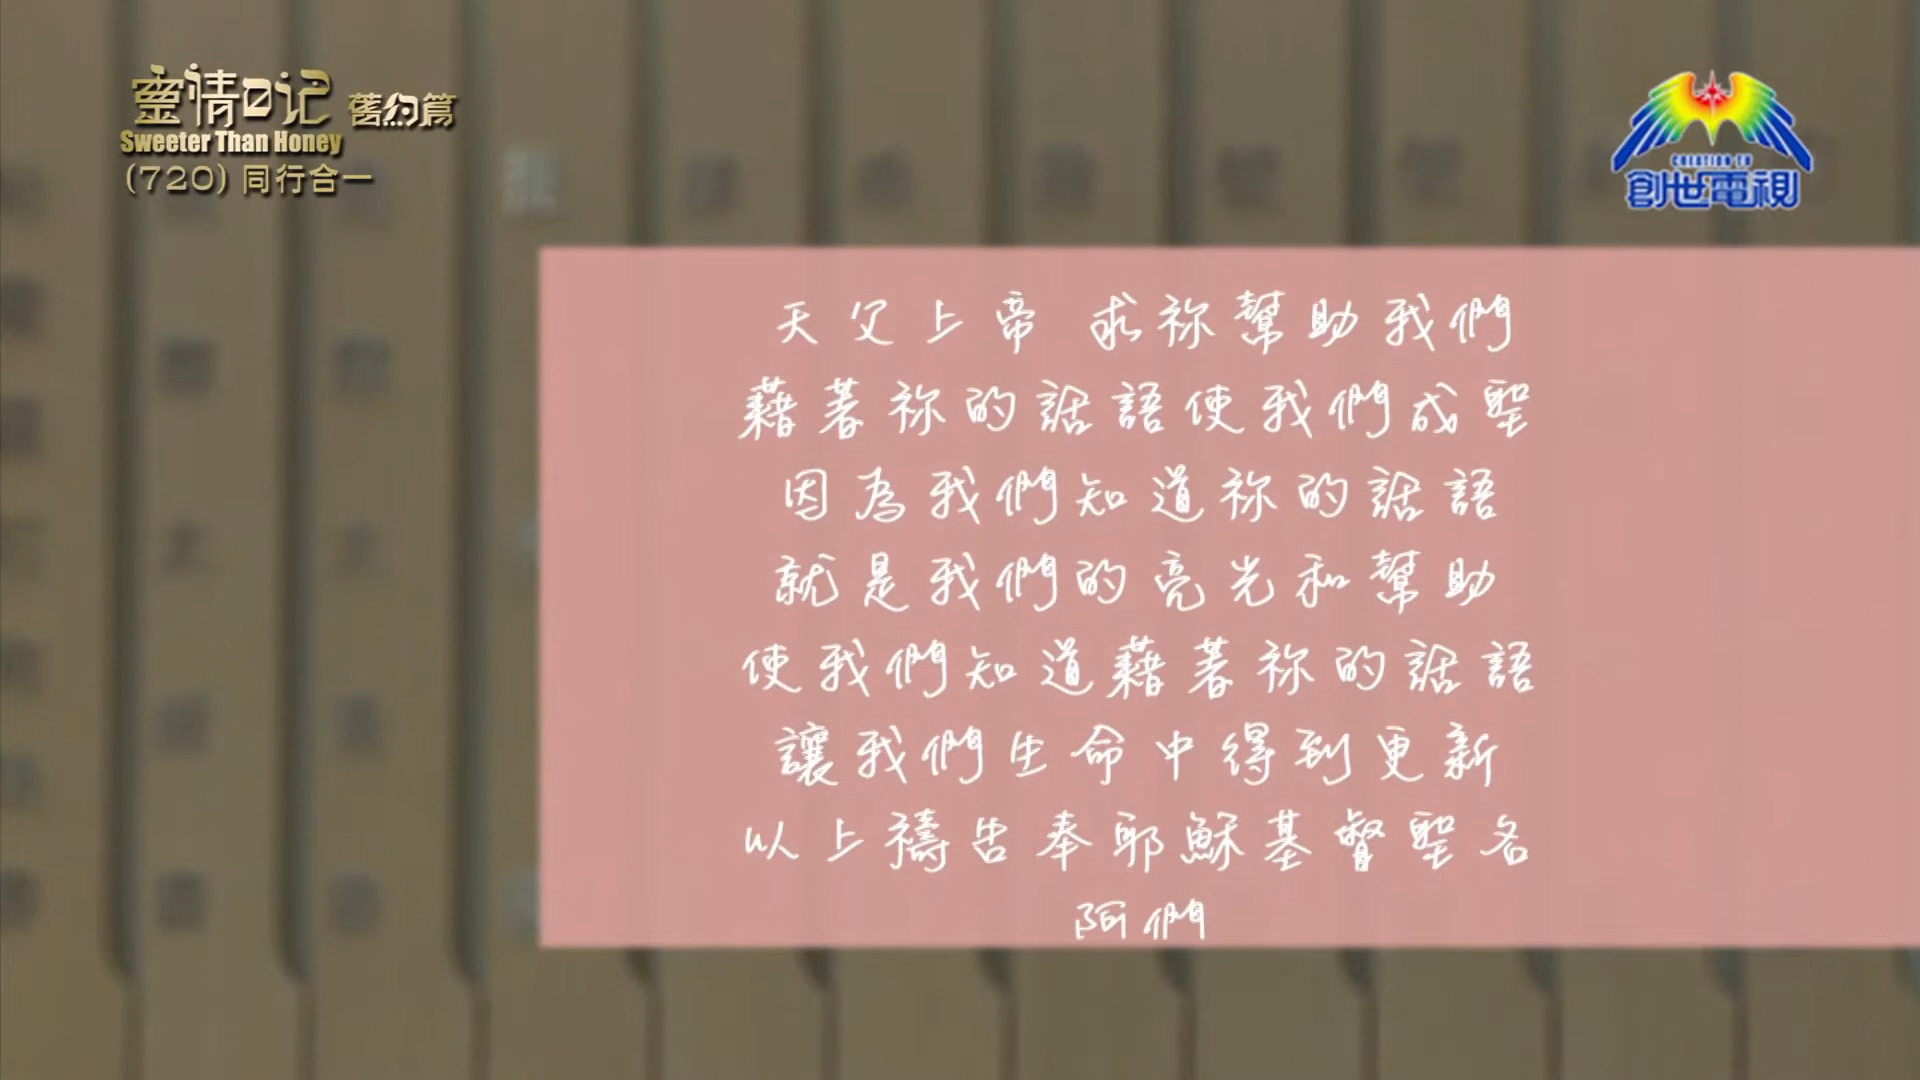 靈情日记 舊約篇
Sweeter Than Honey
(720) 同行合一
CREATION TV
創世電視
天父上帝 求祢幫助我們
藉著祢的話語使我們成聖
因為我們知道祢的話語
就是我們的亮光和幫助
使我們知道藉著祢的話語
讓我們生命中得到更新
以上禱告奉耶穌基督聖名
阿們